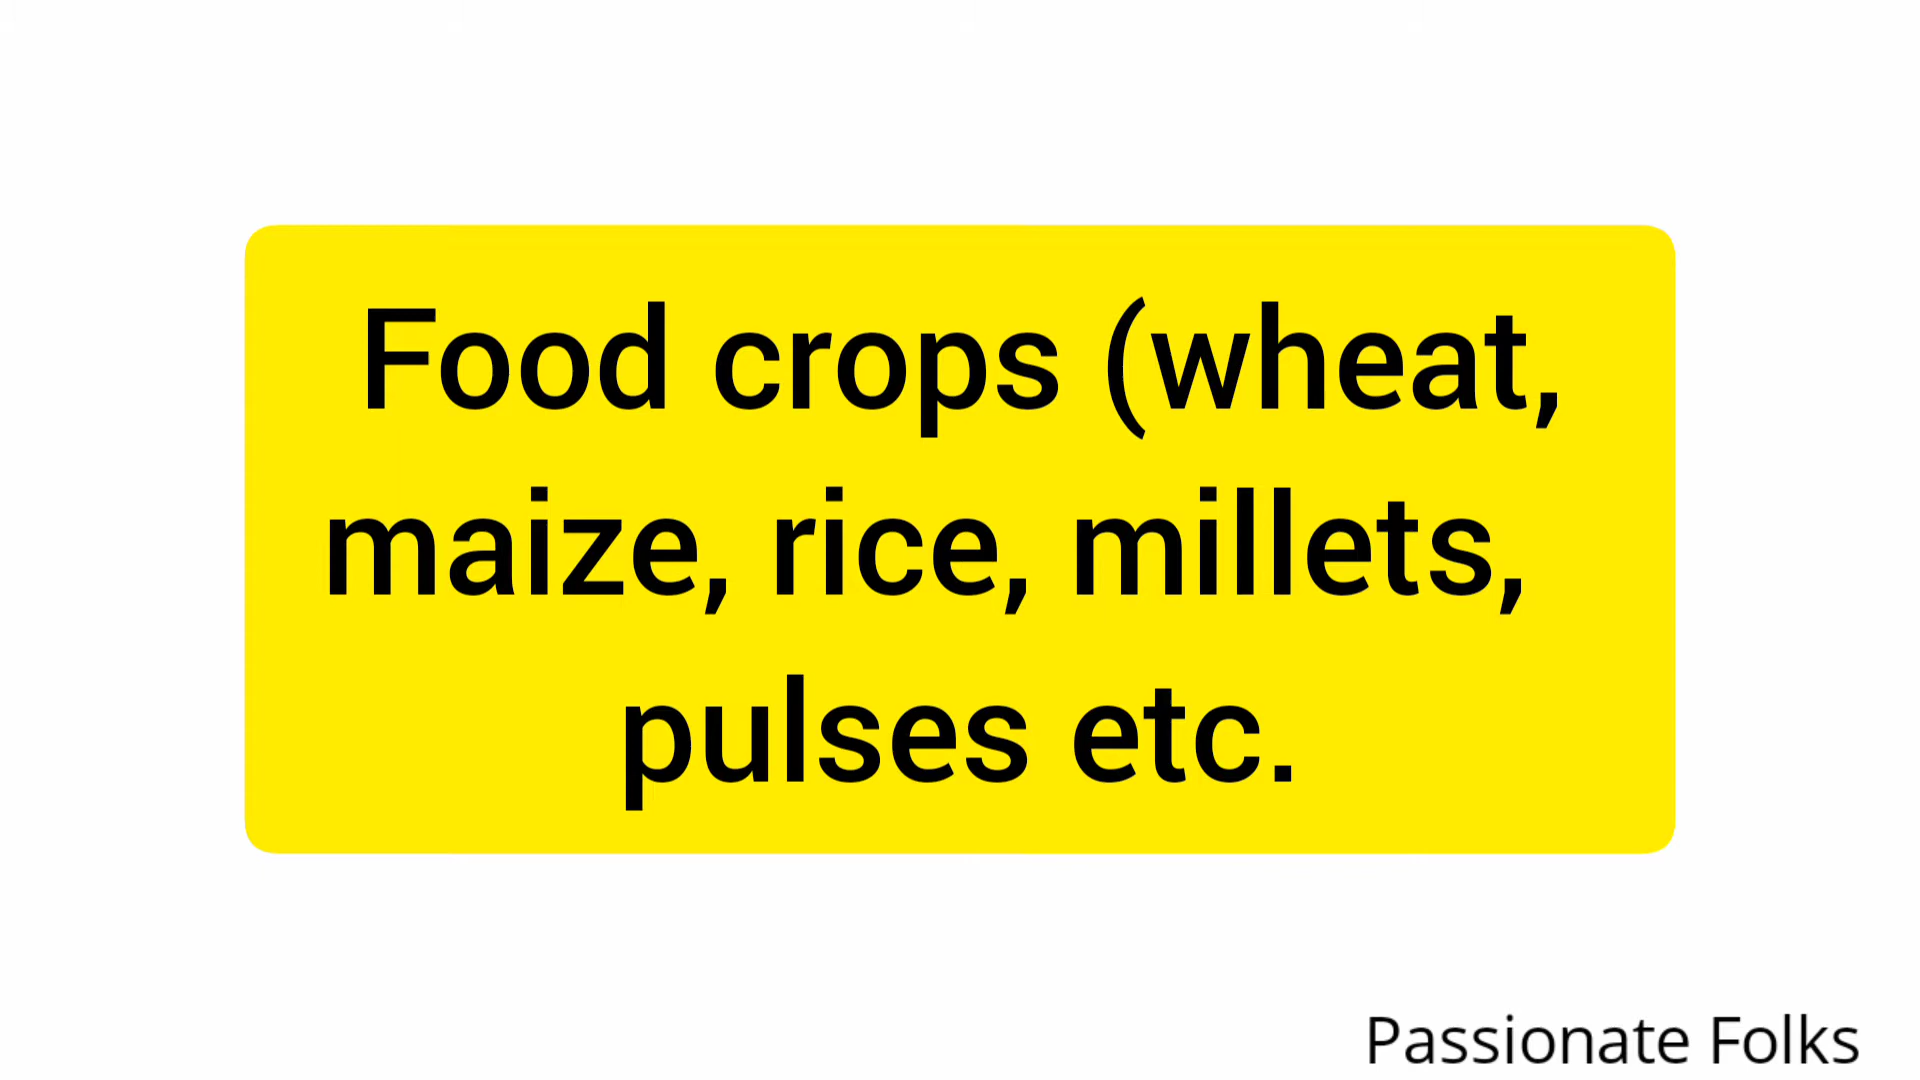 Food crops (wheat,
maize, rice, millets,
pulses etc.
Passionate Folks